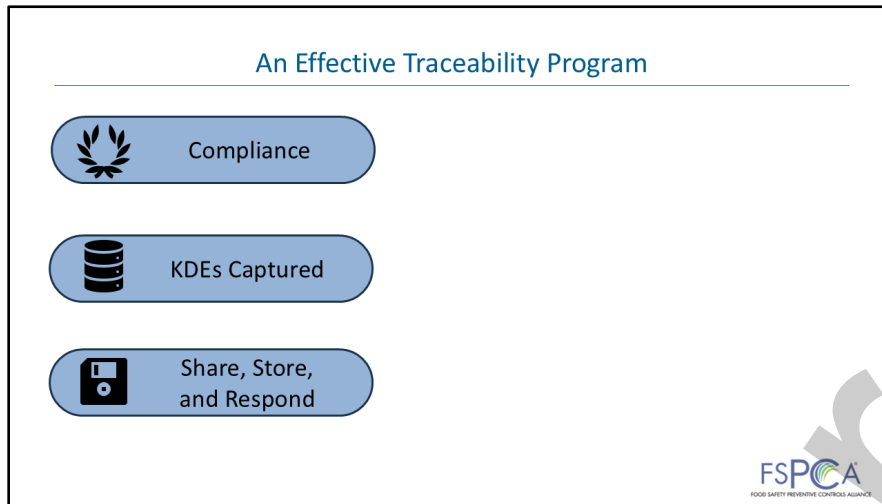 An Effective Traceability Program
Compliance
KDEs Captured
Share, Store,
and Respond
FSPCA
FOOD SAFETY PREVENTIVE CONTROLS ALLIANCE